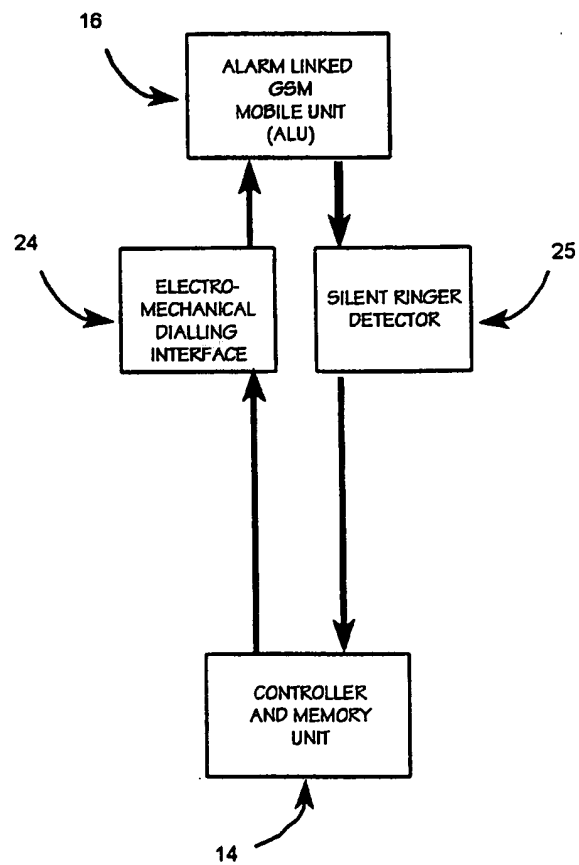 16
ALARM LINKED
GSM
MOBILE UNIT
(ALU)
24
ELECTRO-
MECHANICAL
DIALLING
INTERFACE
SILENT RINGER
DETECTOR
25
CONTROLLER
AND MEMORY
UNIT
14